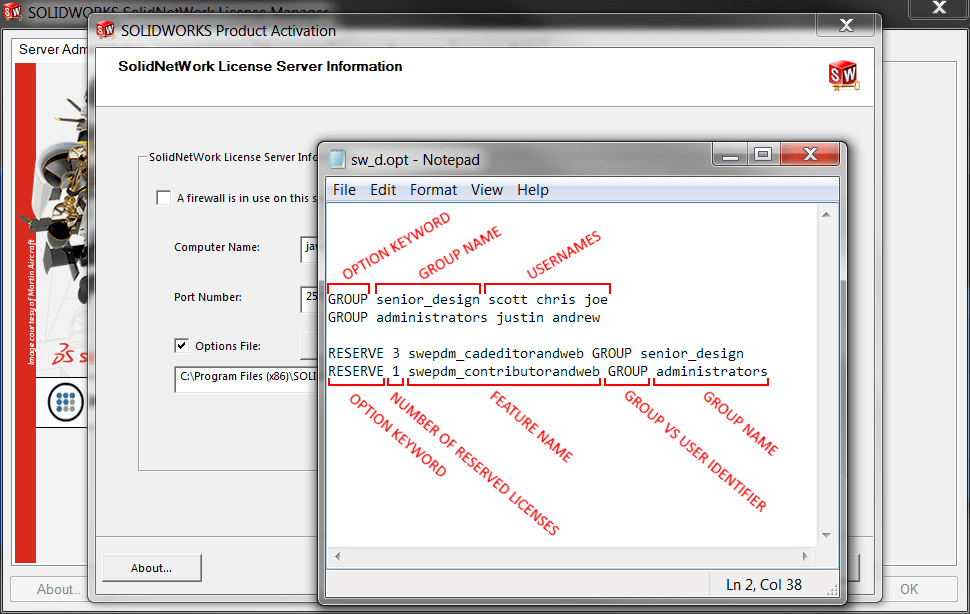 SOLIDWORKS SolidNetWork License Manager
SOLIDWORKS Product Activation
Server Adm
SolidNetWork License Server Information
SW
SolidNetWork License Server Info
A firewall is in use on this s
Computer Name:
jav
Port Number:
25
Options File:
C:\Program Files (x86)\SOLI
About...
Image courtesy of Martin Aircraft
About...
OK
sw_d.opt - Notepad
File Edit Format View Help
OPTION KEYWORD
GROUP NAME
USERNAMES
GROUP senior_design scott chris joe
GROUP administrators justin andrew
RESERVE 3 swepdm_cadeditorandweb GROUP senior_design
RESERVE 1 swepdm_contributorandweb GROUP administrators
OPTION KEYWORD
NUMBER OF RESERVED LICENSES
FEATURE NAME
GROUP VS USER IDENTIFIER
GROUP NAME
Ln 2, Col 38